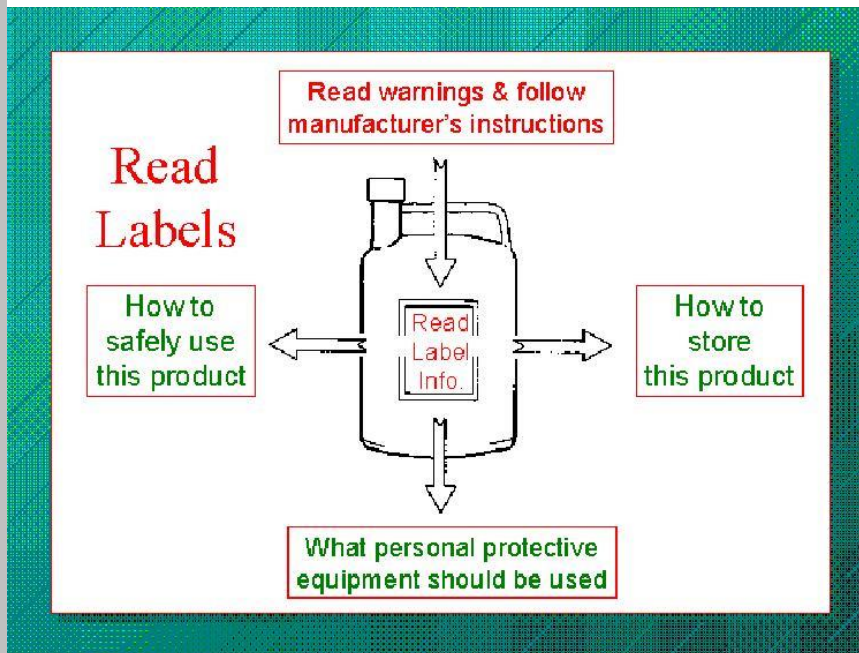 Read warnings & follow
manufacturer's instructions
Read
Labels
How to
safely use
this product
Read
Label
Info.
How to
store
this product
What personal protective
equipment should be used